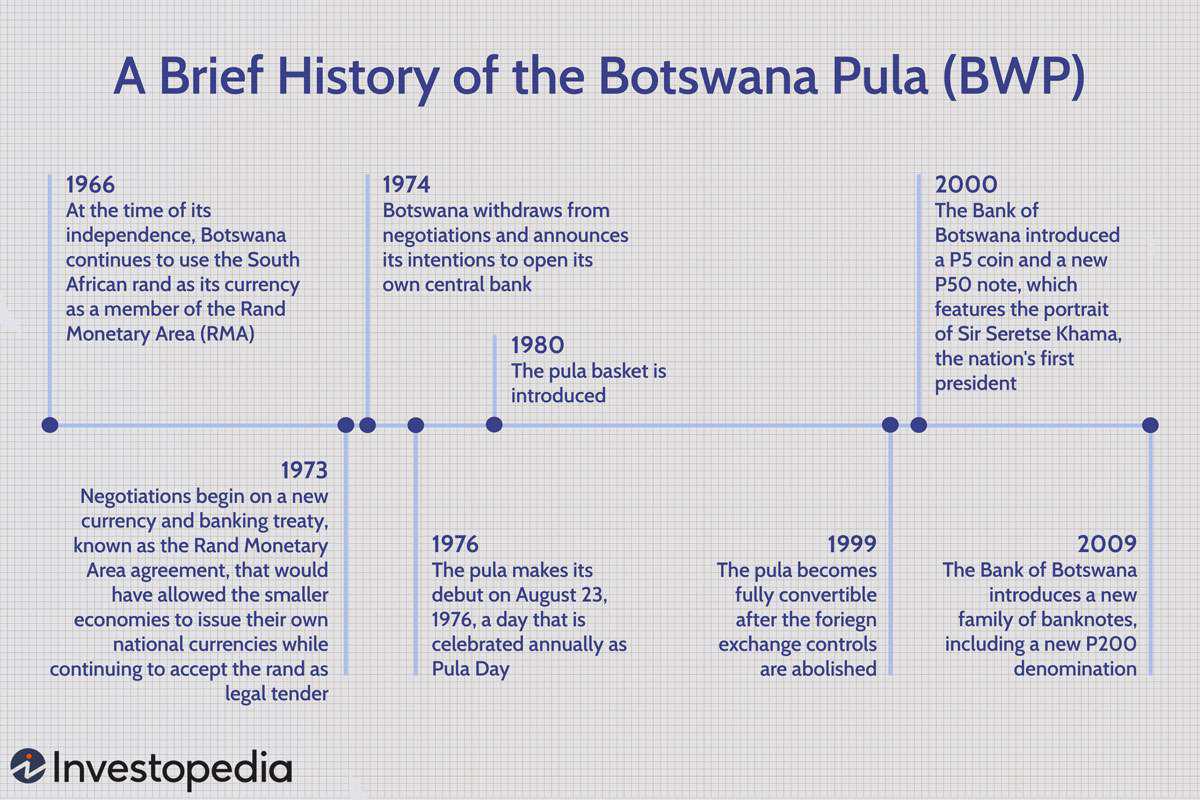 A Brief History of the Botswana Pula (BWP)
1966
At the time of its
independence, Botswana
continues to use the South
African rand as its currency
as a member of the Rand
Monetary Area (RMA)
1973
Negotiations begin on a new
currency and banking treaty,
known as the Rand Monetary
Area agreement, that would
have allowed the smaller
economies to issue their own
national currencies while
continuing to accept the rand as
legal tender
1974
Botswana withdraws from
negotiations and announces
its intentions to open its
own central bank
1976
The pula makes its
debut on August 23,
1976, a day that is
celebrated annually as
Pula Day
1980
The pula basket is
introduced
1999
The pula becomes
fully convertible
after the foriegn
exchange controls
are abolished
2000
The Bank of
Botswana introduced
a P5 coin and a new
P50 note, which
features the portrait
of Sir Seretse Khama,
the nation's first
president
2009
The Bank of Botswana
introduces a new
family of banknotes,
including a new P200
denomination
Investopedia